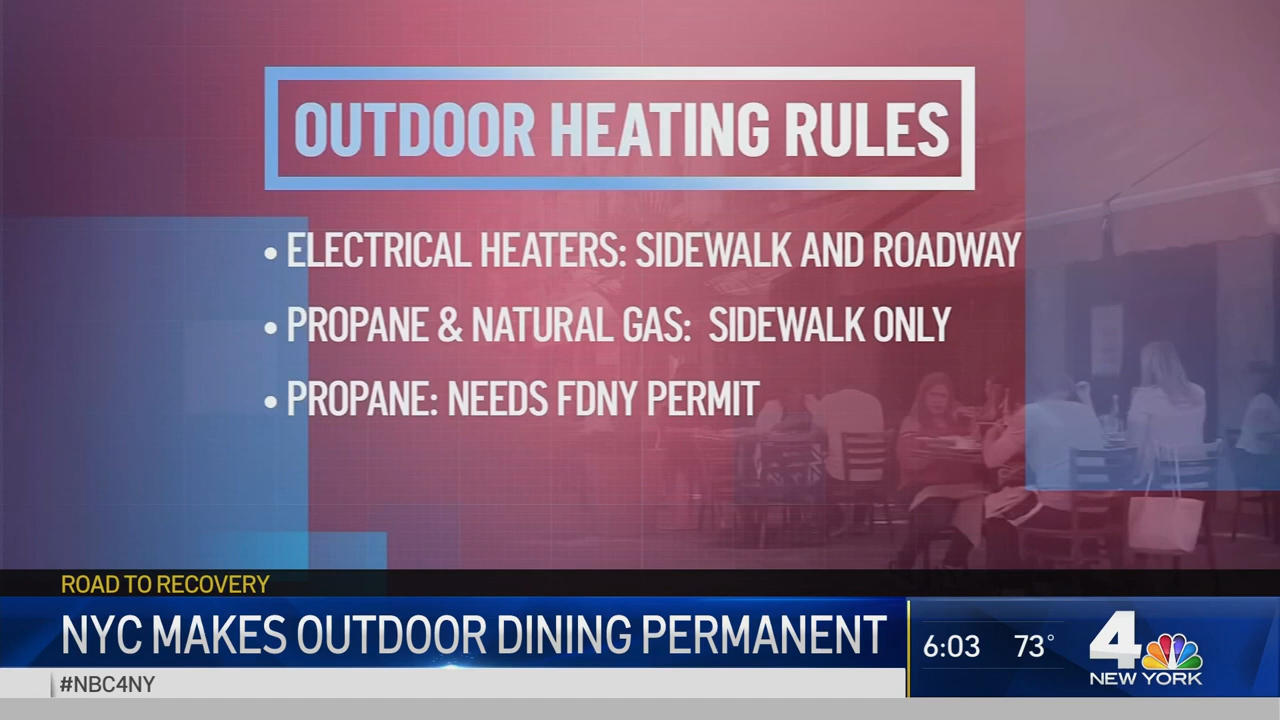 OUTDOOR HEATING RULES
• ELECTRICAL HEATERS: SIDEWALK AND ROADWAY
• PROPANE & NATURAL GAS: SIDEWALK ONLY
• PROPANE: NEEDS FDNY PERMIT
ROAD TO RECOVERY
NYC MAKES OUTDOOR DINING PERMANENT
6:03 73°
4
NEW YORK
#NBC4NY